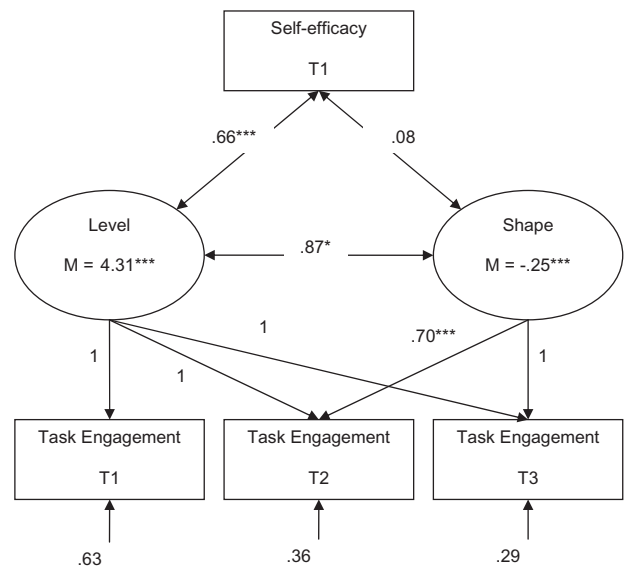 Self-efficacy
T1
.66***
.08
Level
M = 4.31***
.87*
Shape
M = -.25***
1
1
1
.70***
1
Task Engagement
T1
Task Engagement
T2
Task Engagement
T3
.63
.36
.29